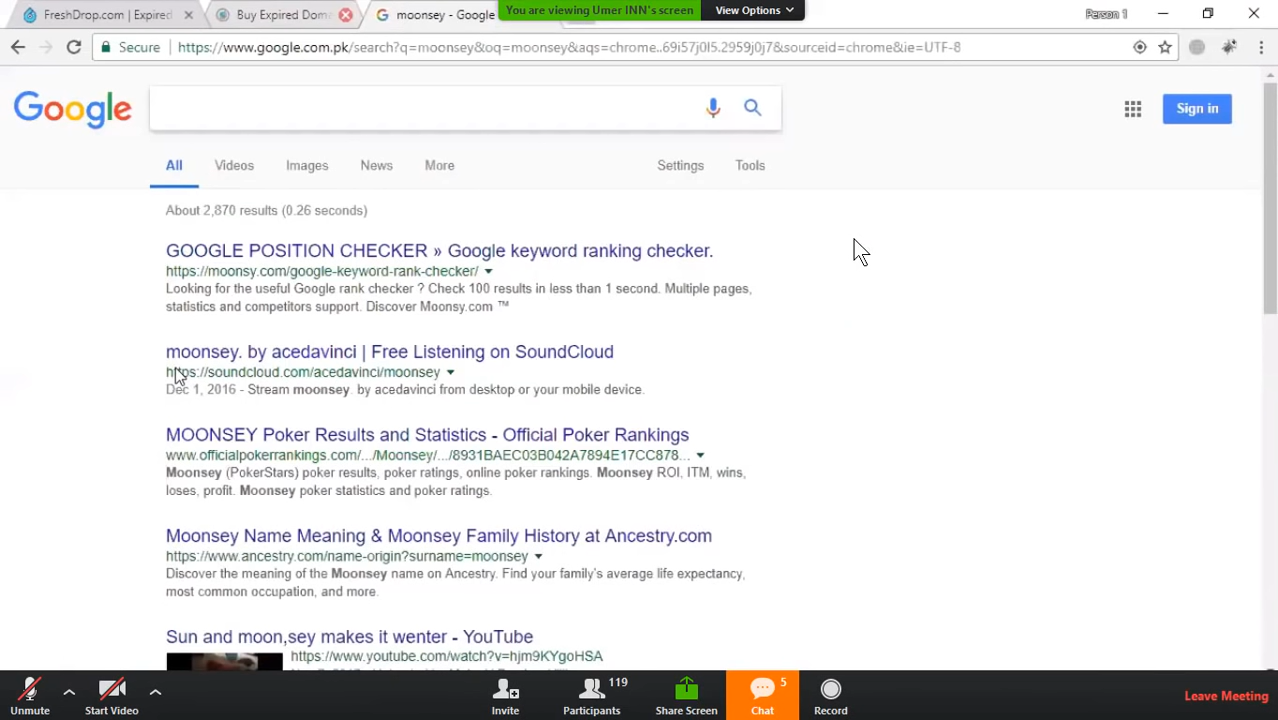 FreshDrop.com | Expired
Buy Expired Dom
moonsey - Google
You are viewing Umer INN's screen
View Options
Person 1
Secure
https://www.google.com.pk/search?q=moonsey&oq=moonsey&aqs=chrome..69i57j0l5.2959j0j7&sourceid=chrome&ie=UTF-8
Google
Sign in
All Videos Images News More Settings Tools
About 2,870 results (0.26 seconds)
GOOGLE POSITION CHECKER » Google keyword ranking checker.
https://moonsy.com/google-keyword-rank-checker/
Looking for the useful Google rank checker ? Check 100 results in less than 1 second. Multiple pages,
statistics and competitors support. Discover Moonsy.com ™
moonsey. by acedavinci | Free Listening on SoundCloud
https://soundcloud.com/acedavinci/moonsey
Dec 1, 2016 - Stream moonsey. by acedavinci from desktop or your mobile device.
MOONSEY Poker Results and Statistics - Official Poker Rankings
www.officialpokerrankings.com/.../Moonsey/.../8931BAEC03B042A7894E17CC878...
Moonsey (PokerStars) poker results, poker ratings, online poker rankings. Moonsey ROI, ITM, wins,
loses, profit. Moonsey poker statistics and poker ratings.
Moonsey Name Meaning & Moonsey Family History at Ancestry.com
https://www.ancestry.com/name-origin?surname=moonsey
Discover the meaning of the Moonsey name on Ancestry. Find your family's average life expectancy,
most common occupation, and more.
Sun and moon,sey makes it wenter - YouTube
https://www.youtube.com/watch?v=hjm9KYgoHSA
119
5
Unmute
Start Video
Invite
Participants
Share Screen
Chat
Record
Leave Meeting